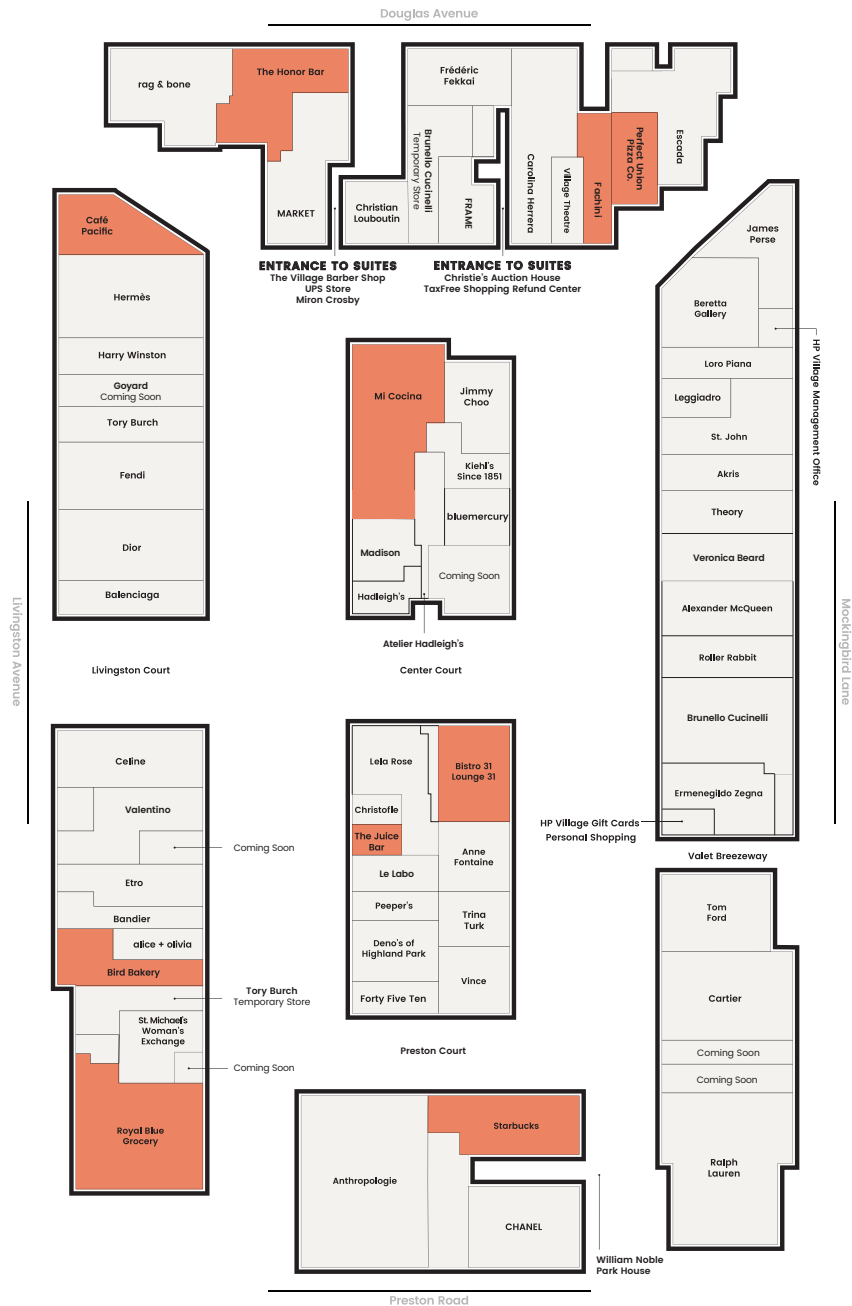 Douglas Avenue
rag & bone
The Honor Bar
MARKET
Frédéric
Fekkai
Christian
Louboutin
Brunello Cucinelli
Temporary Store
FRAME
Carolina Herrera
Village Theatre
Fachini
Perfect Union
Pizza Co.
Escada
ENTRANCE TO SUITES
The Village Barber Shop
UPS Store
Miron Crosby
ENTRANCE TO SUITES
Christie's Auction House
TaxFree Shopping Refund Center
Café
Pacific
Hermès
Harry Winston
Goyard
Coming Soon
Tory Burch
Fendi
Dior
Balenciaga
Livingston Court
Livingston Avenue
Mi Cocina
Jimmy
Choo
Kiehl's
Since 1851
bluemercury
Madison
Hadleigh's
Coming Soon
Atelier Hadleigh's
Center Court
James
Perse
Beretta
Gallery
HP Village Management Office
Loro Piana
Leggiadro
St. John
Akris
Theory
Veronica Beard
Alexander McQueen
Roller Rabbit
Brunello Cucinelli
Ermenegildo Zegna
HP Village Gift Cards
Personal Shopping
Valet Breezeway
Mockingbird Lane
Celine
Valentino
Coming Soon
Etro
Bandier
alice + olivia
Bird Bakery
Tory Burch
Temporary Store
St. Michael's
Woman's
Exchange
Coming Soon
Royal Blue
Grocery
Lela Rose
Bistro 31
Lounge 31
Christofle
The Juice
Bar
Anne
Fontaine
Le Labo
Peeper's
Trina
Turk
Deno's of
Highland Park
Vince
Forty Five Ten
Preston Court
Tom
Ford
Cartier
Coming Soon
Coming Soon
Ralph
Lauren
Anthropologie
Starbucks
CHANEL
William Noble
Park House
Preston Road